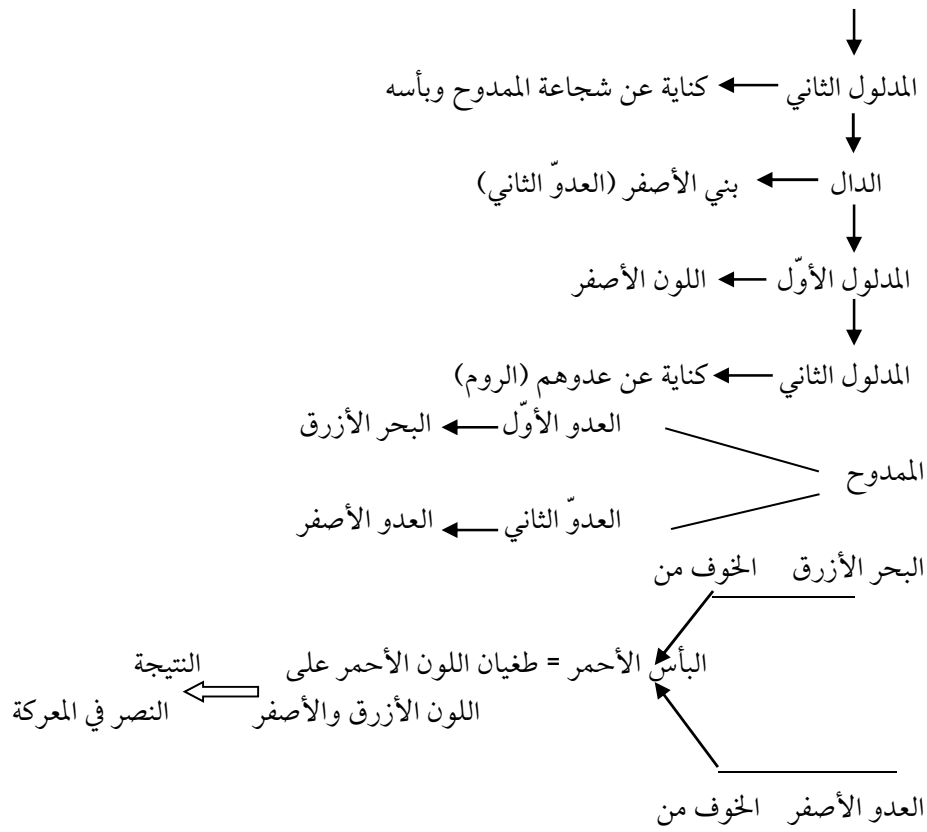 المدلول الثاني كناية عن شجاعة الممدوح وبأسه
الدال بني الأصفر (العدوّ الثاني)
المدلول الأوّل اللون الأصفر
المدلول الثاني كناية عن عدوهم (الروم)
العدو الأوّل البحر الأزرق
الممدوح
العدوّ الثاني العدو الأصفر
البحر الأزرق الخوف من
البأس الأحمر = طغيان اللون الأحمر على النتيجة
اللون الأزرق والأصفر النصر في المعركة
العدو الأصفر الخوف من